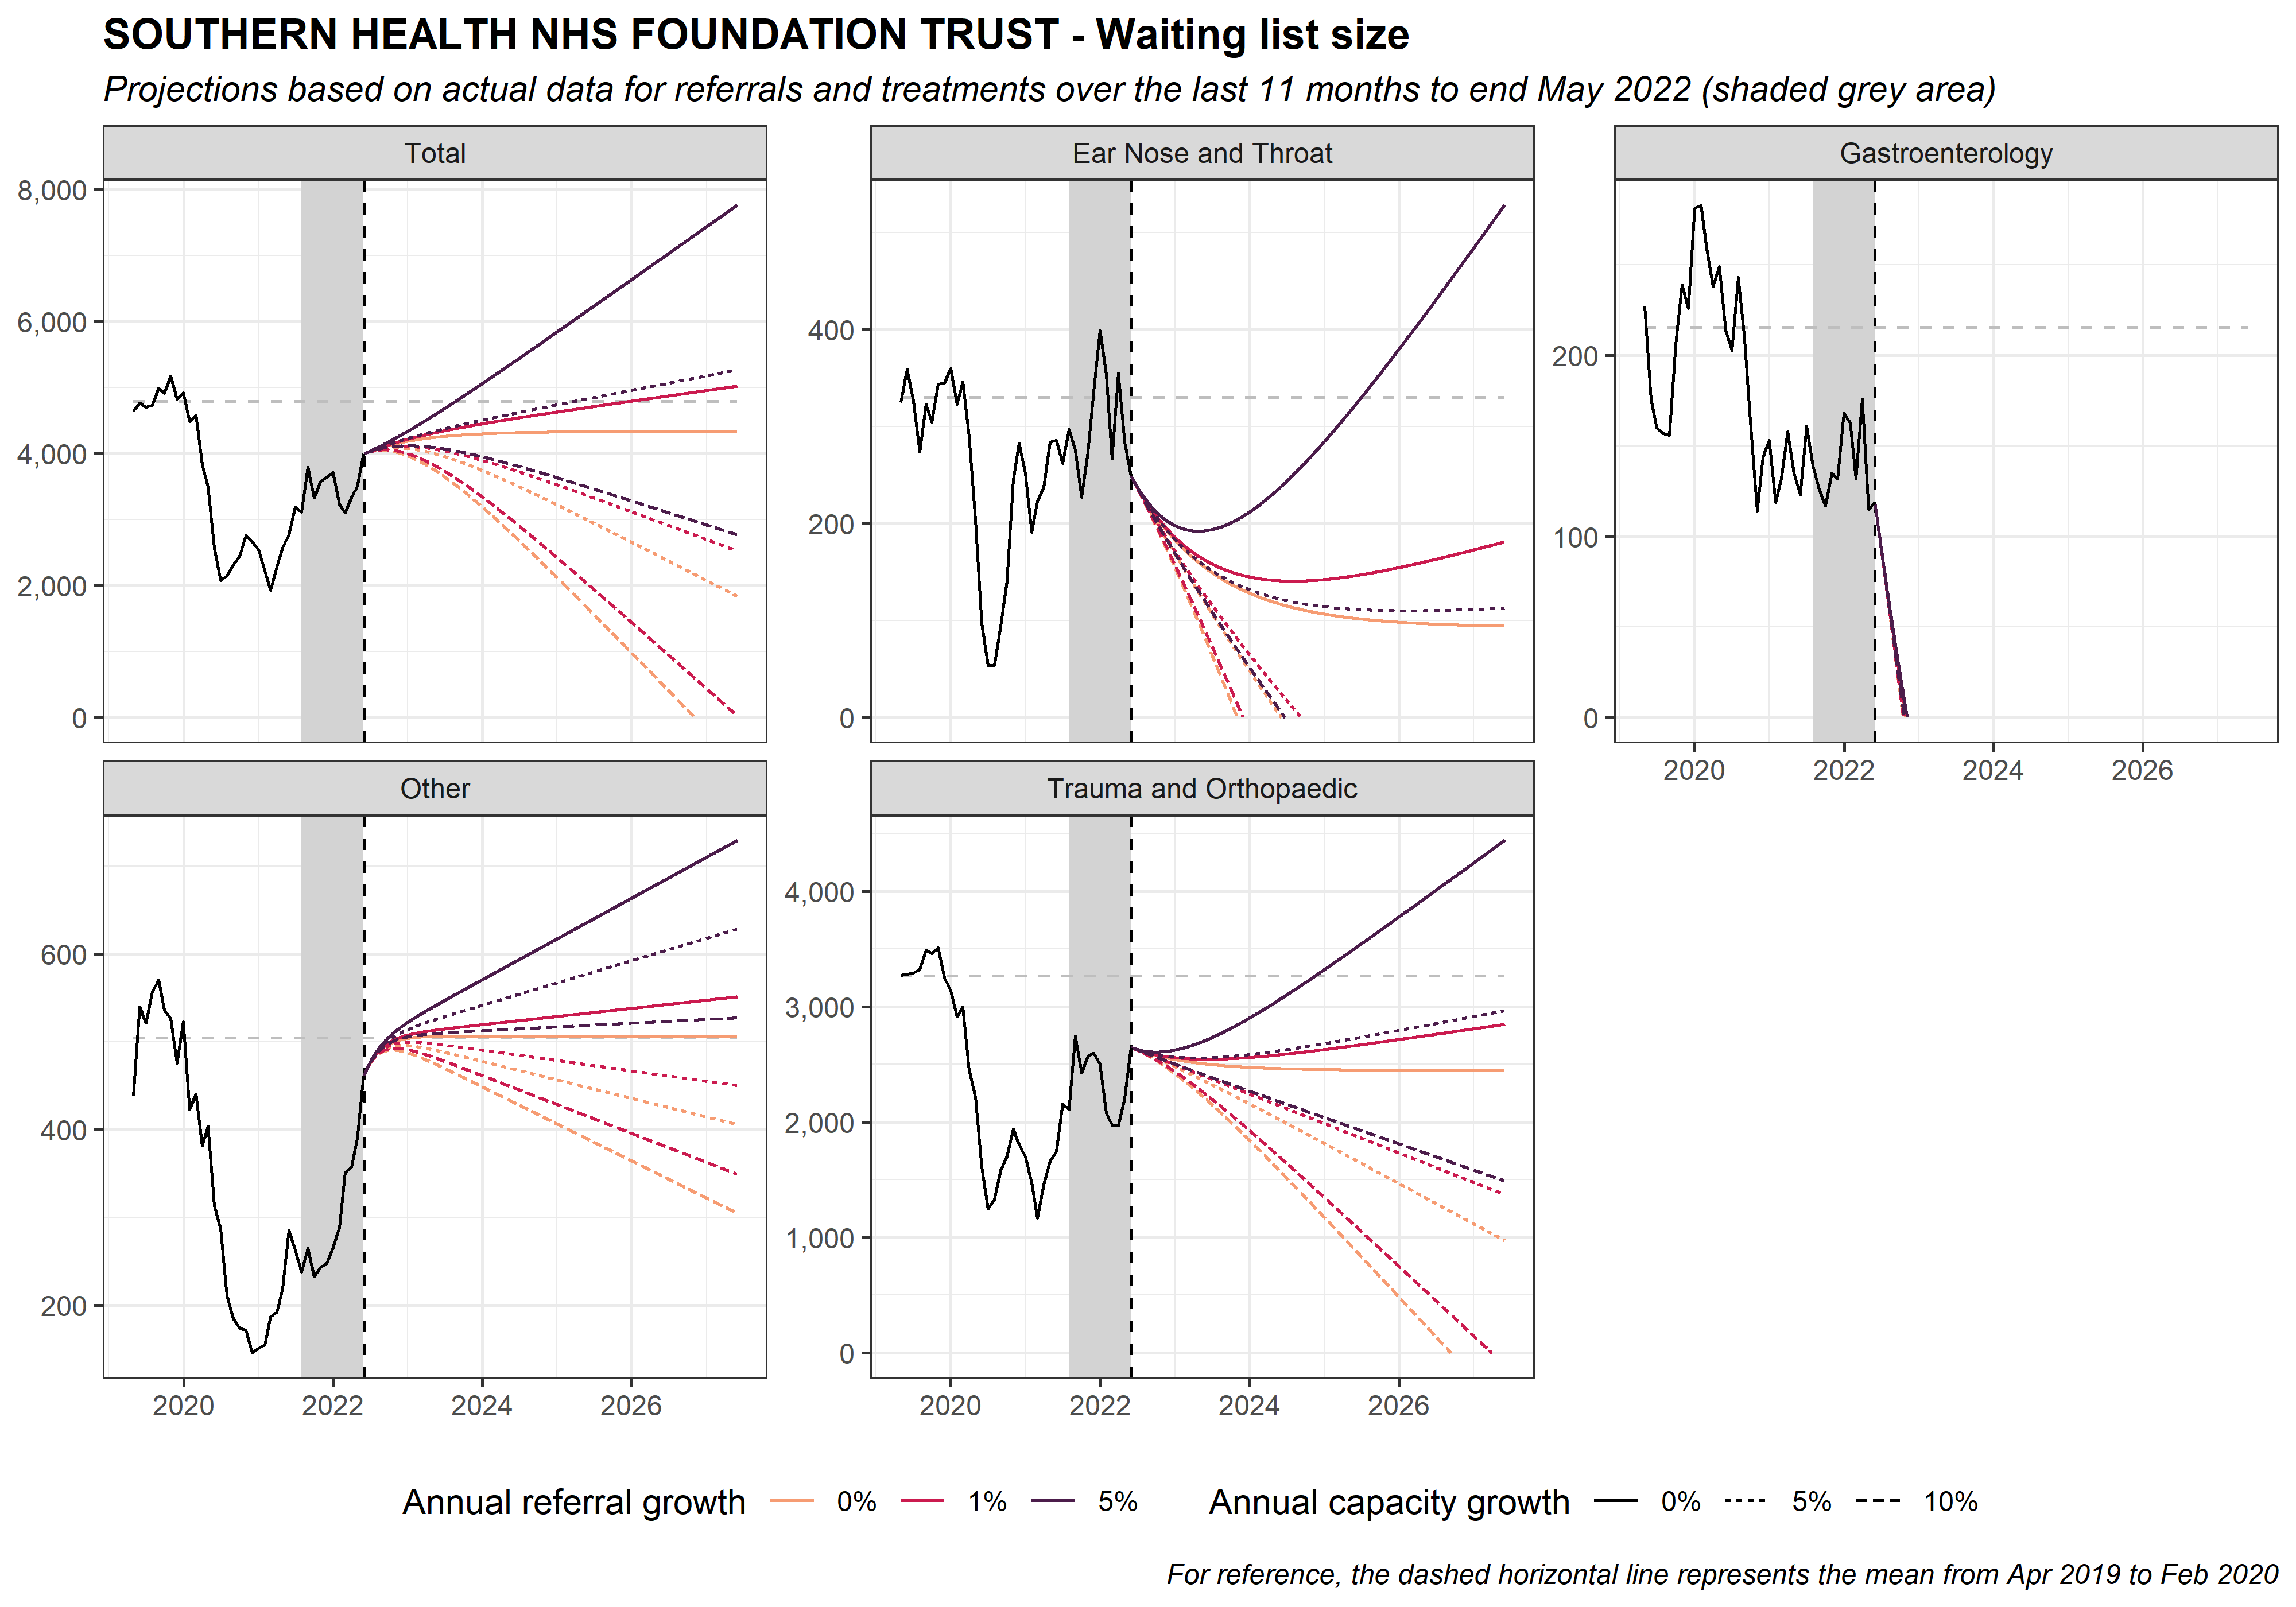 SOUTHERN HEALTH NHS FOUNDATION TRUST - Waiting list size
Projections based on actual data for referrals and treatments over the last 11 months to end May 2022 (shaded grey area)
Total
8,000
6,000
4,000
2,000
0
Ear Nose and Throat
400
200
0
Gastroenterology
200
100
0
2020 2022 2024 2026
Other
600
400
200
2020 2022 2024 2026
Trauma and Orthopaedic
4,000
3,000
2,000
1,000
0
2020 2022 2024 2026
Annual referral growth 0% 1% 5% Annual capacity growth 0% 5% 10%
For reference, the dashed horizontal line represents the mean from Apr 2019 to Feb 2020